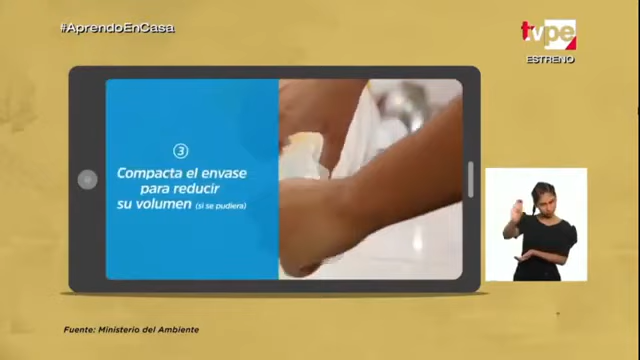 #AprendoEnCasa
tvpe
ESTRENO
3
Compacta el envase
para reducir
su volumen (si se pudiera)
Fuente: Ministerio del Ambiente